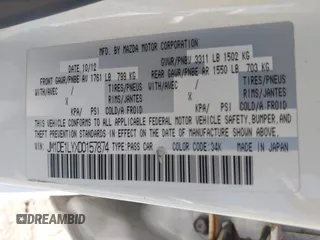 MFD. BY MAZDA MOTOR CORPORATION
DATE: 10/12
GVWR/PNBV 3311 LB 1502 KG
FRONT GAWR/PNBE AV 1761 LB 799 KG
REAR GAWR/PNBE AR 1550 LB 703 KG
W/AVEC / TIRES/PNEUS
W/AVEC / TIRES/PNEUS
X RIMS/JANTES
X RIMS/JANTES
KPA/ PSI / COLD/FROID
KPA/ PSI / COLD/FROID
THIS VEHICLE CONFORMS TO ALL APPLICABLE FEDERAL MOTOR VEHICLE SAFETY, BUMPER, AND THEFT PREVENTION STANDARDS IN EFFECT ON THE DATE OF MANUFACTURE SHOWN ABOVE.
VIN: JM1DE1LYXD0157874 TYPE PASS CAR
COLOR 34K MADE IN JAPAN
AutoBidMaster